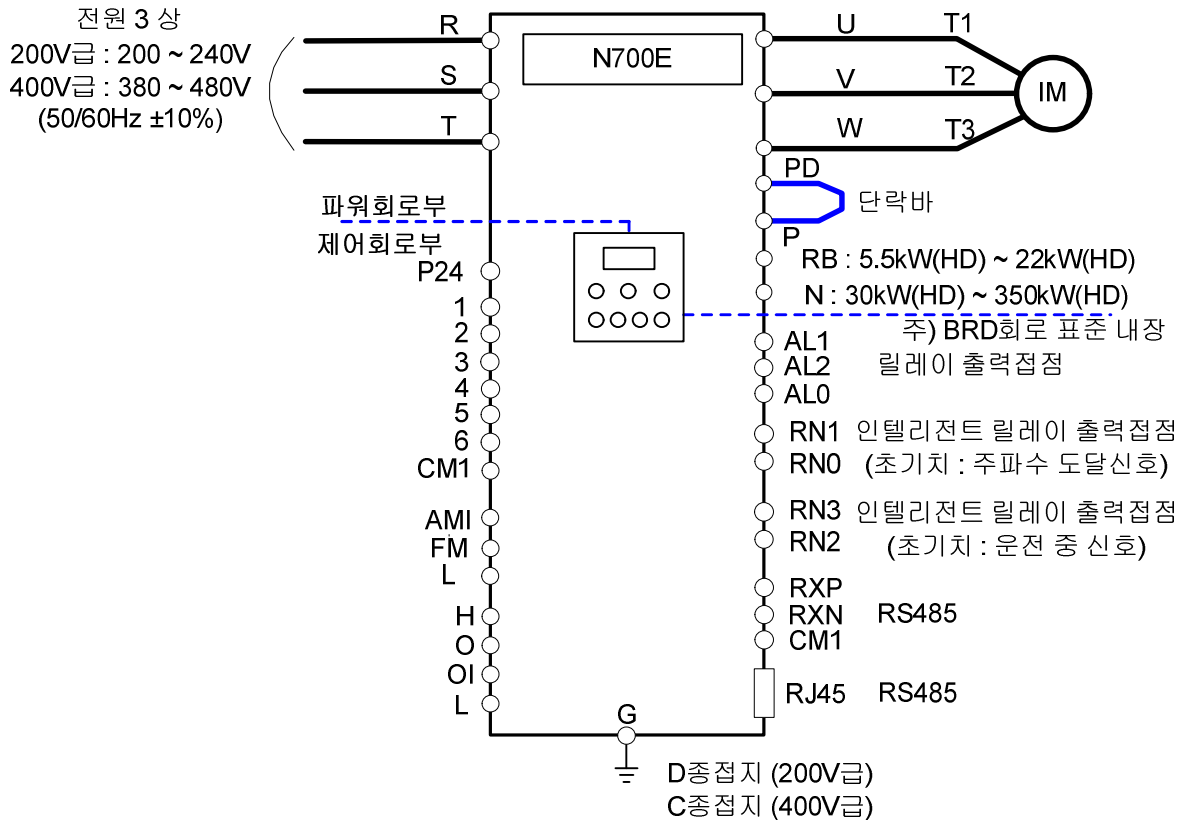 전원 3 상
200V급 : 200 ~ 240V
400V급 : 380 ~ 480V
(50/60Hz ±10%)
R
S
T
N700E
U
T1
V
T2
W
T3
IM
PD
단락바
P
파워회로부
제어회로부
RB : 5.5kW(HD) ~ 22kW(HD)
N : 30kW(HD) ~ 350kW(HD)
주) BRD회로 표준 내장
P24
1
2
3
4
5
6
CM1
AMI
FM
L
H
O
OI
L
AL1
AL2 릴레이 출력접점
AL0
RN1 인텔리전트 릴레이 출력접점
RN0 (초기치 : 주파수 도달신호)
RN3 인텔리전트 릴레이 출력접점
RN2 (초기치 : 운전 중 신호)
RXP
RXN RS485
CM1
RJ45 RS485
G
D종접지 (200V급)
C종접지 (400V급)